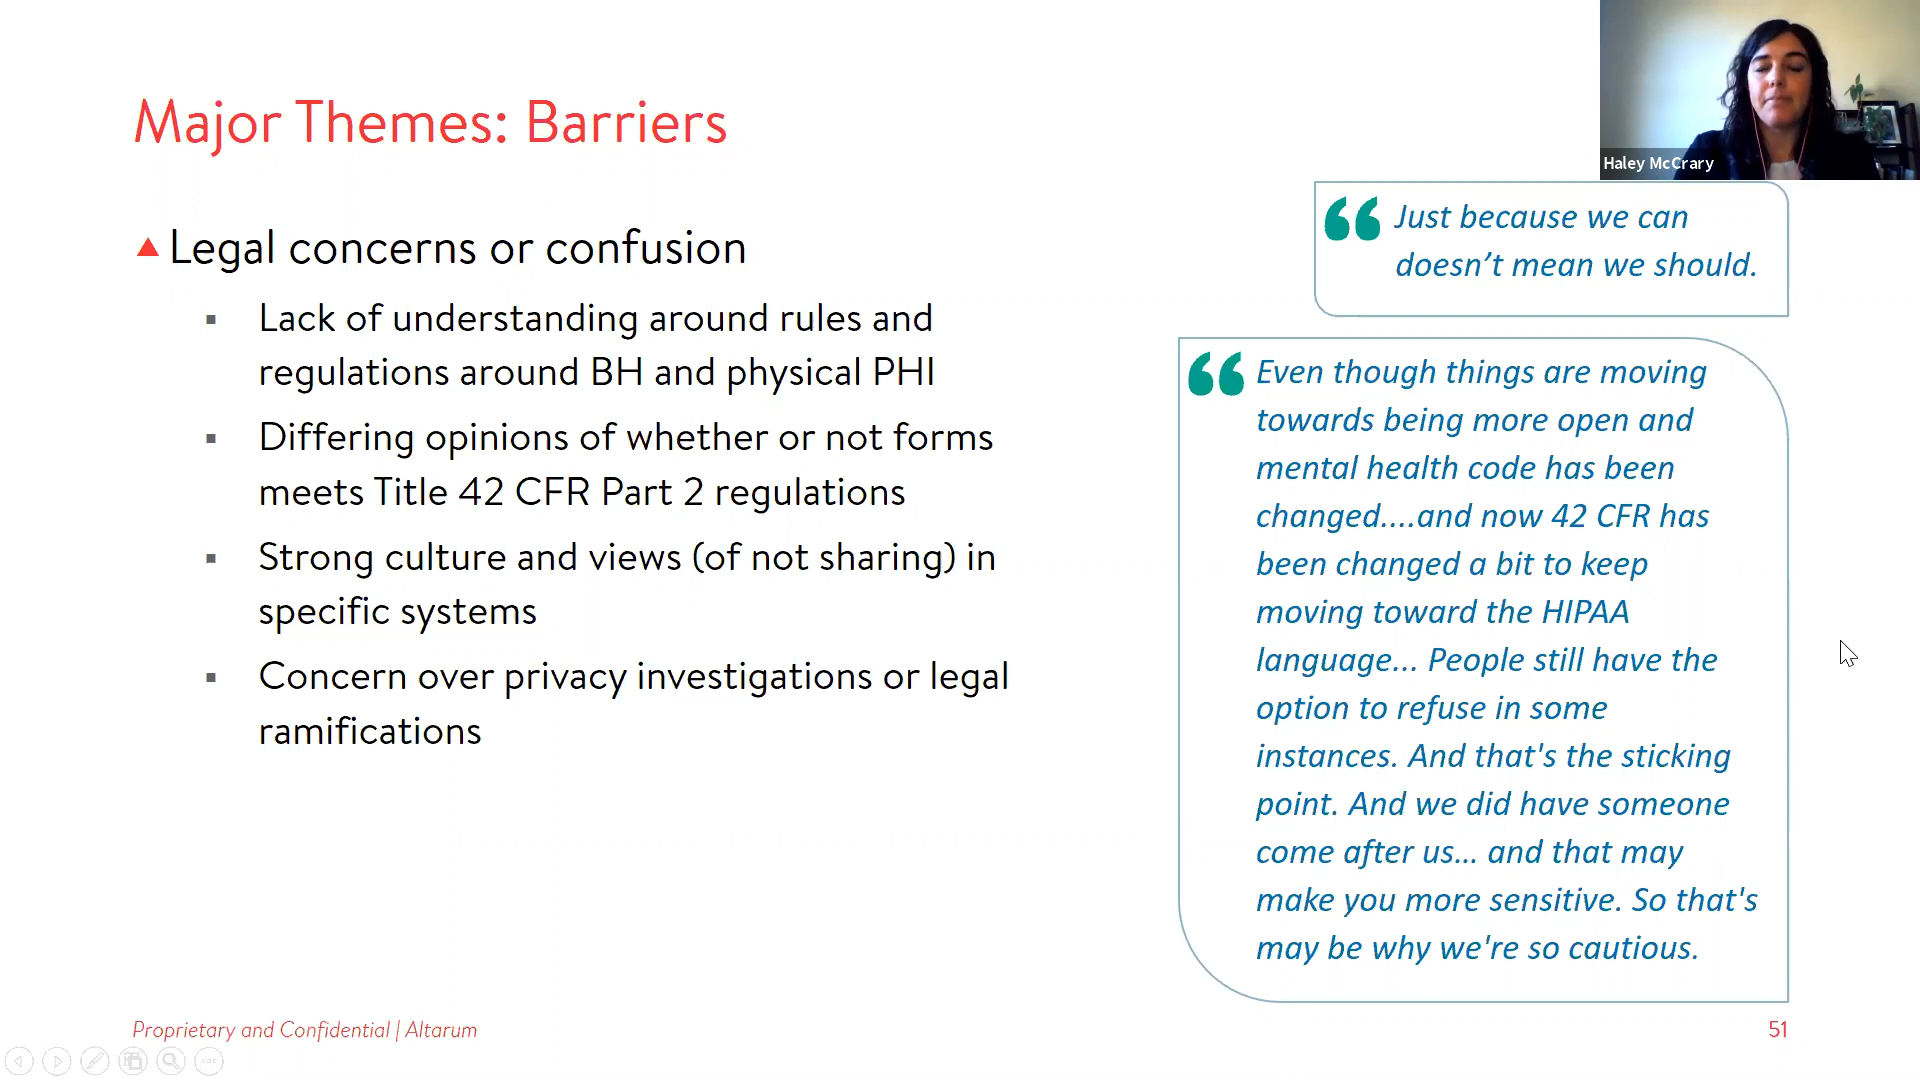 Major Themes: Barriers
Haley McCrary
Legal concerns or confusion
Lack of understanding around rules and
regulations around BH and physical PHI
Differing opinions of whether or not forms
meets Title 42 CFR Part 2 regulations
Strong culture and views (of not sharing) in
specific systems
Concern over privacy investigations or legal
ramifications
“ Just because we can
doesn’t mean we should.
“ Even though things are moving
towards being more open and
mental health code has been
changed....and now 42 CFR has
been changed a bit to keep
moving toward the HIPAA
language... People still have the
option to refuse in some
instances. And that's the sticking
point. And we did have someone
come after us... and that may
make you more sensitive. So that's
may be why we're so cautious.
Proprietary and Confidential | Altarum
51